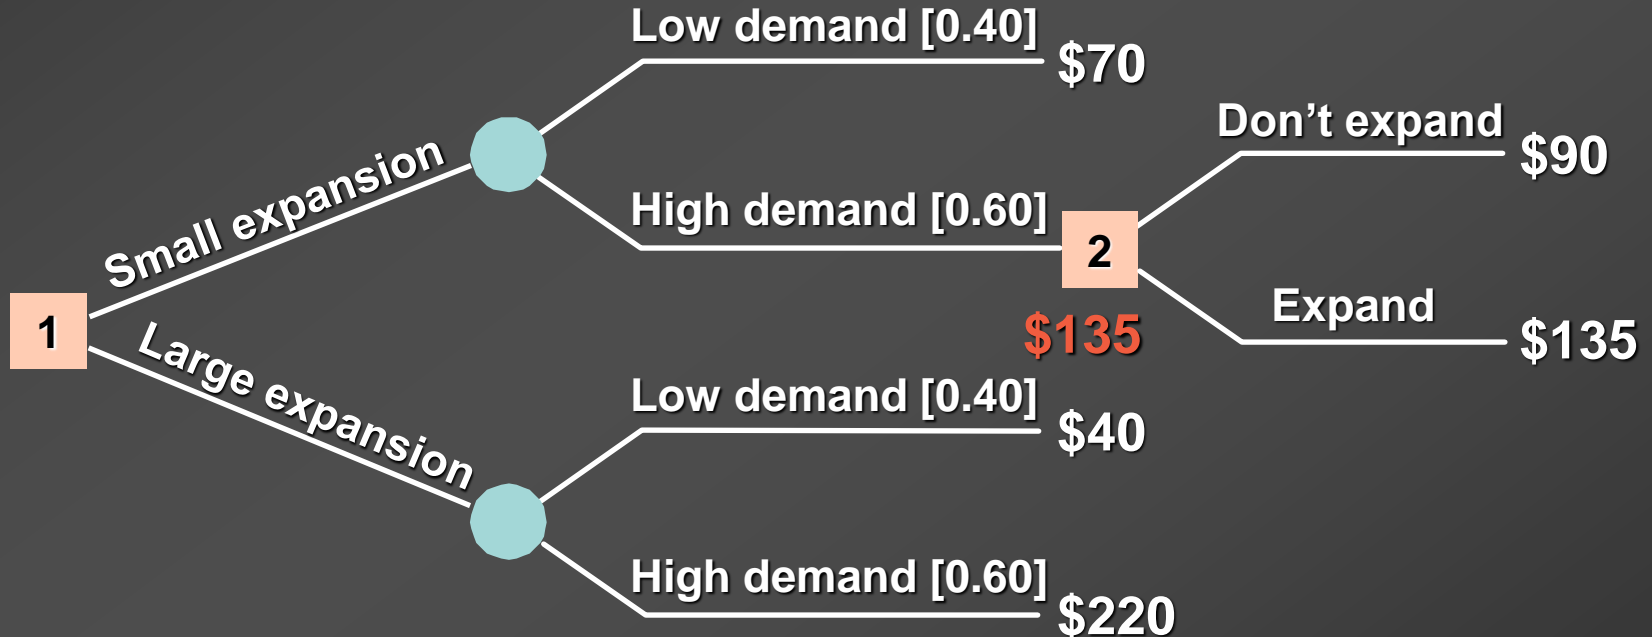 Low demand [0.40]
$70
Don’t expand
$90
Small expansion
High demand [0.60]
2
Expand
$135
$135
1
Large expansion
Low demand [0.40]
$40
High demand [0.60]
$220